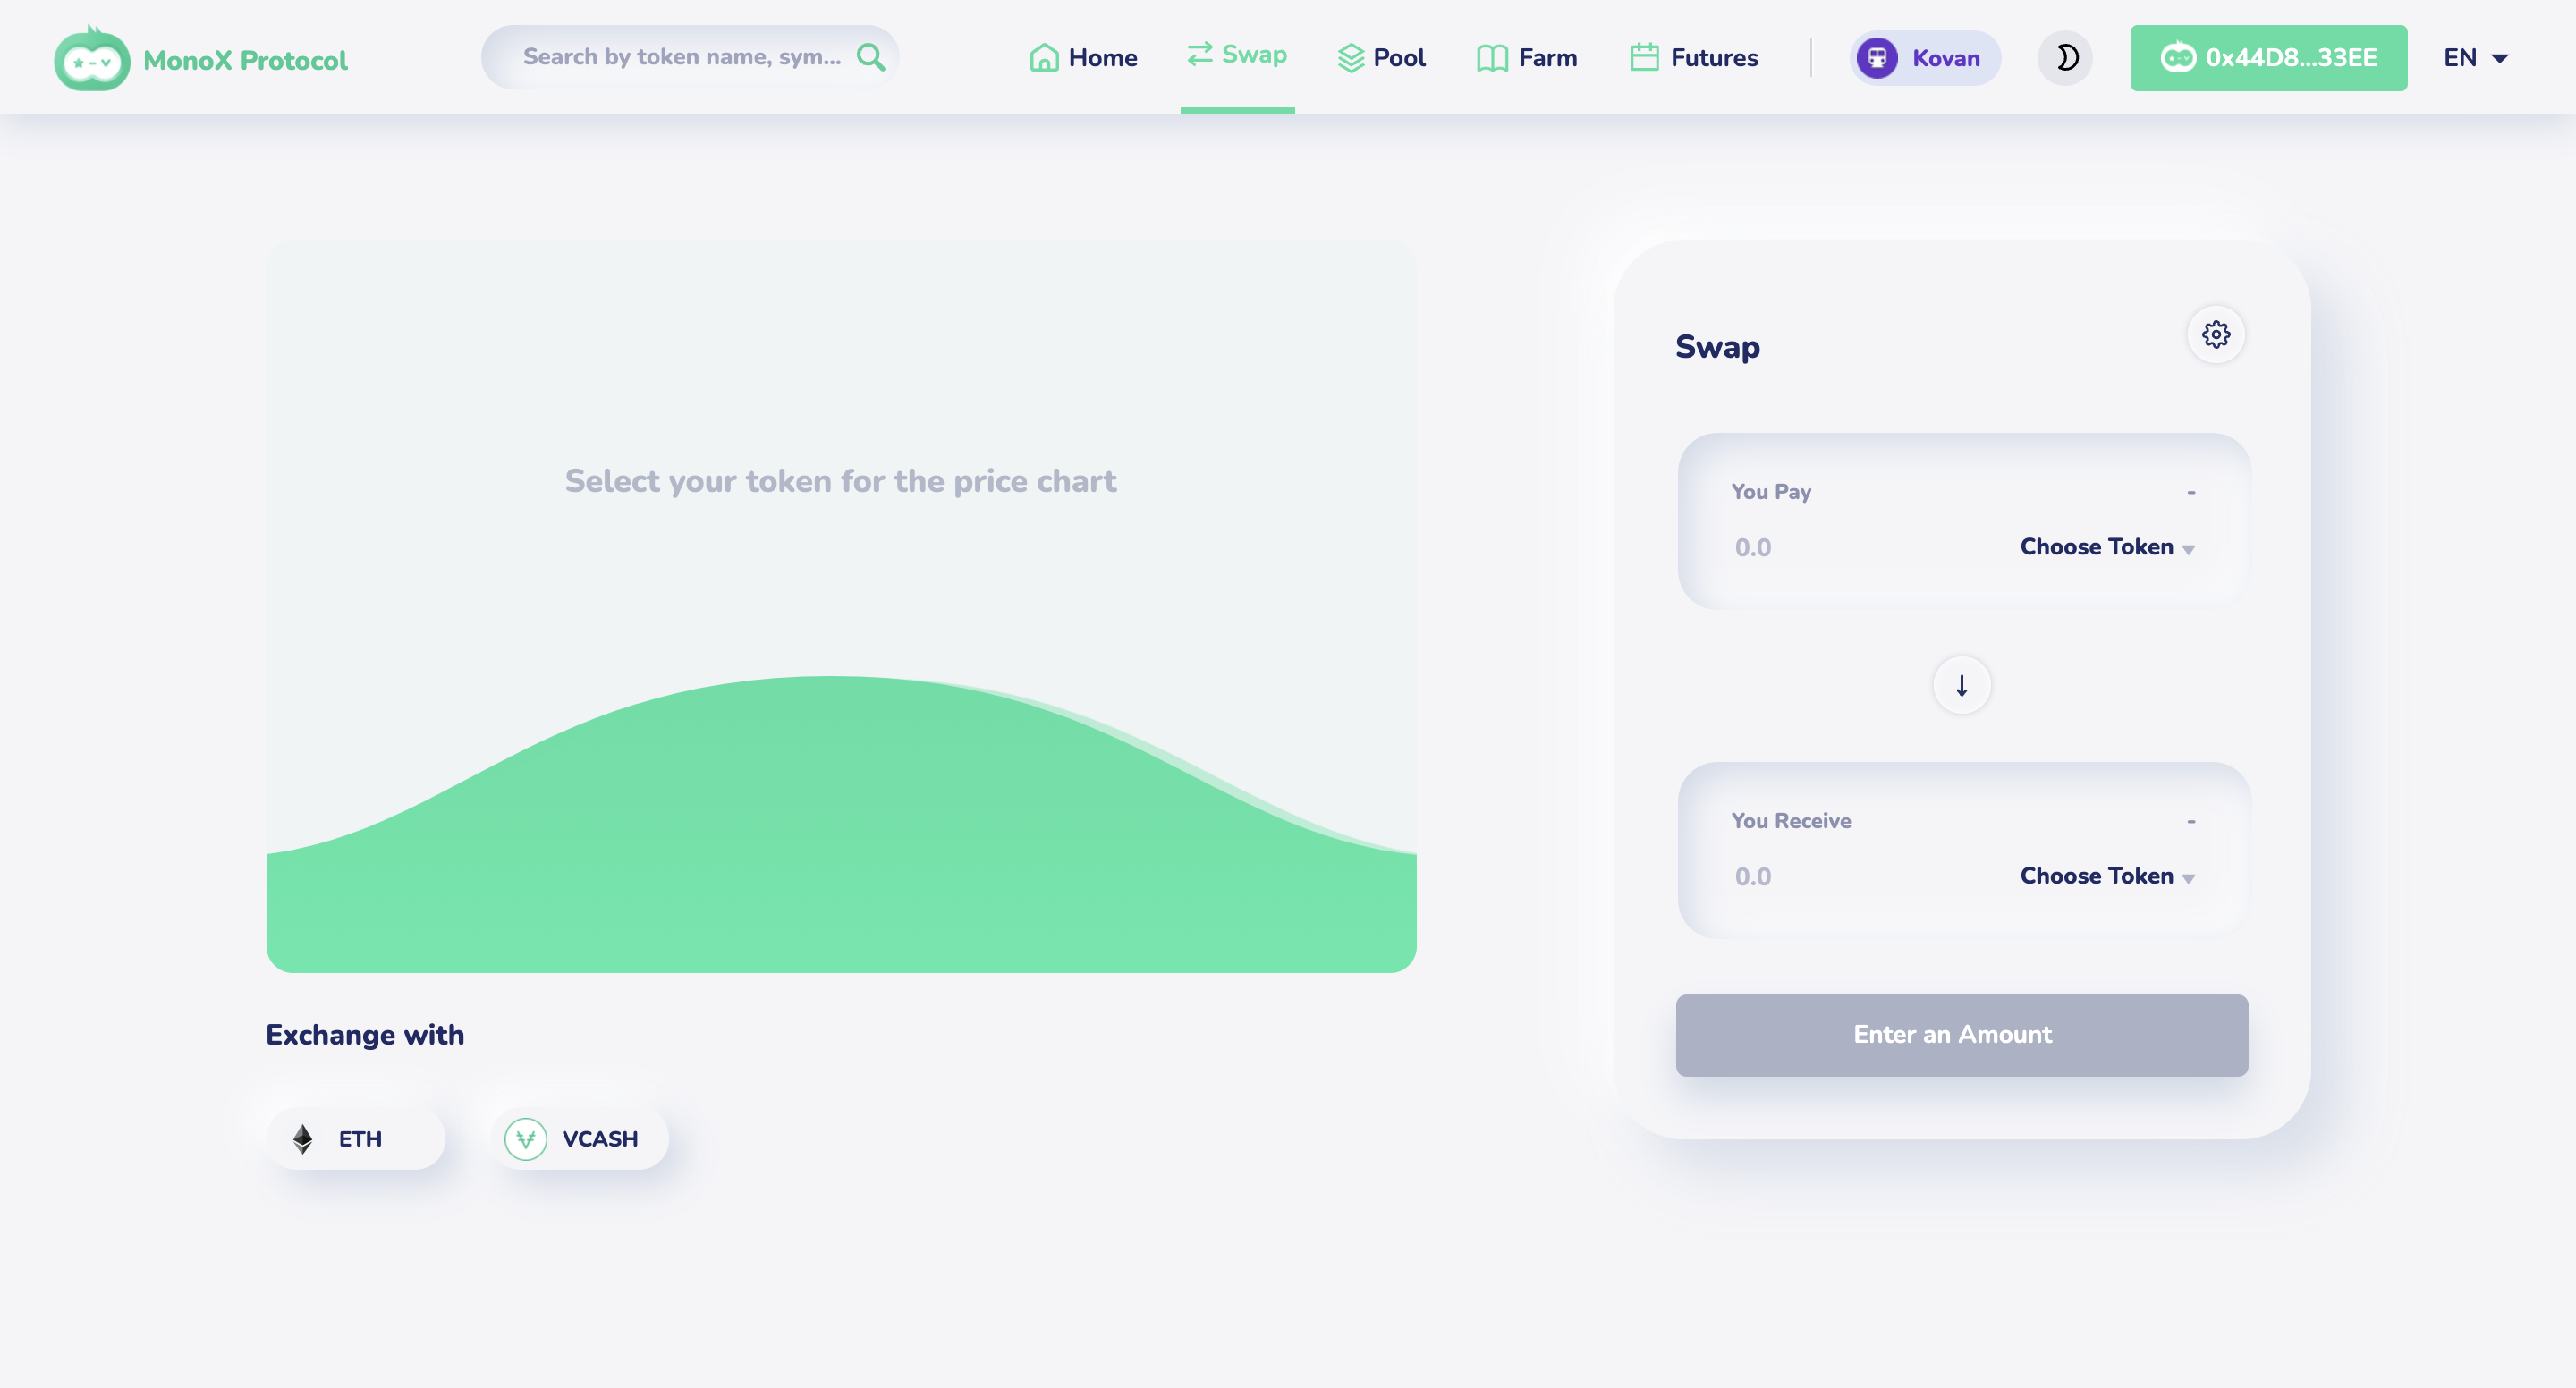 MonoX Protocol
Search by token name, sym...
Home
Swap
Pool
Farm
Futures
Kovan
0x44D8...33EE
EN
Select your token for the price chart
Exchange with
ETH
VCASH
Swap
You Pay
-
0.0
Choose Token
You Receive
-
0.0
Choose Token
Enter an Amount